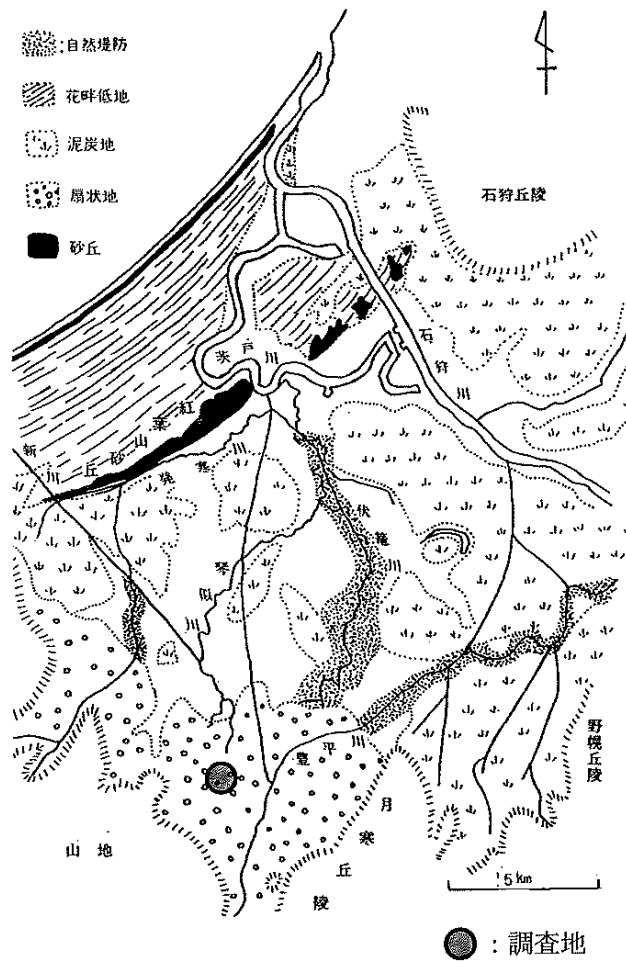 :自然堤防
花畔低地
泥炭地
扇状地
砂丘
石狩丘陵
石狩川
茨戸川
紅葉山砂丘
新川
発寒川
伏篭川
琴似川
豊平川
野幌丘陵
月寒丘陵
山地
5km
:調査地